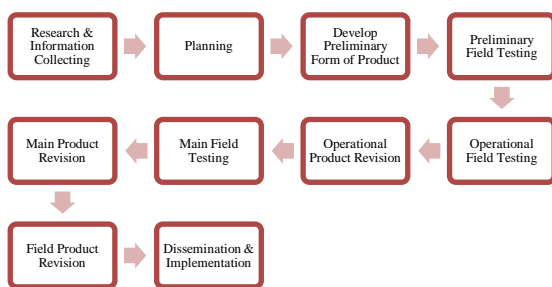 Research &
Information
Collecting
Planning
Develop
Preliminary
Form of Product
Preliminary
Field Testing
Main Product
Revision
Main Field
Testing
Operational
Product Revision
Operational
Field Testing
Field Product
Revision
Dissemination &
Implementation